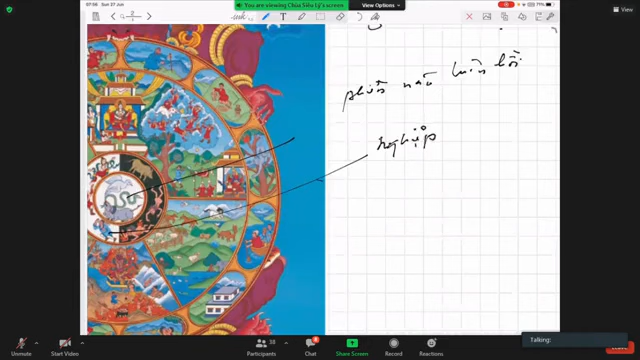 07:56 Sun 27 Jun
You are viewing Chùa Siêu Lý's screen
View Options
71%
phiền não luân hồi
nghiệp
Talking:
Unmute
Start Video
38
Participants
Chat
Share Screen
Record
Reactions